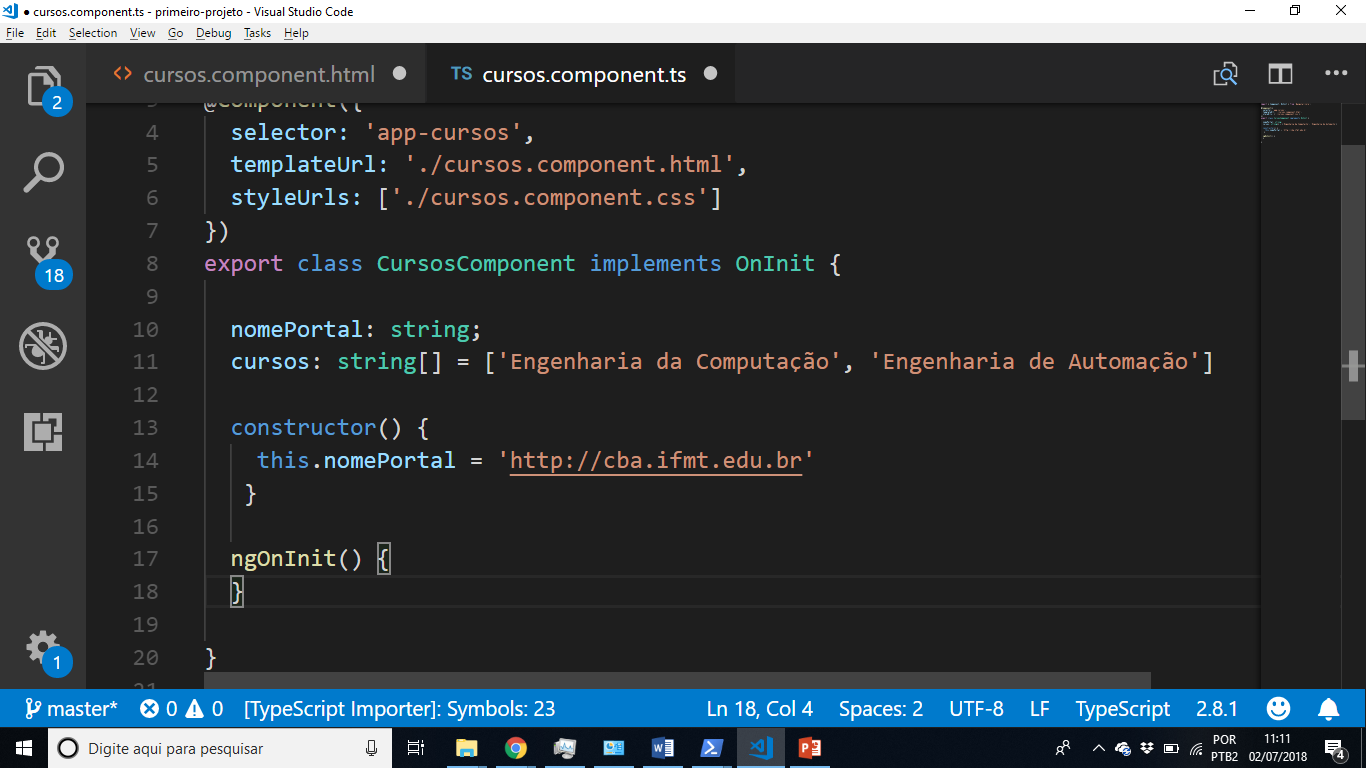 cursos.component.ts - primeiro-projeto - Visual Studio Code
File Edit Selection View Go Debug Tasks Help
cursos.component.html TS cursos.component.ts
2
18
1
3 @Component({
4 selector: 'app-cursos',
5 templateUrl: './cursos.component.html',
6 styleUrls: ['./cursos.component.css']
7 })
8 export class CursosComponent implements OnInit {
9
10 nomePortal: string;
11 cursos: string[] = ['Engenharia da Computação', 'Engenharia de Automação']
12
13 constructor() {
14 this.nomePortal = 'http://cba.ifmt.edu.br'
15 }
16
17 ngOnInit() {
18 }
19
20 }
21
master* 0 0 [TypeScript Importer]: Symbols: 23 Ln 18, Col 4 Spaces: 2 UTF-8 LF TypeScript 2.8.1
Digite aqui para pesquisar
POR
PTB2
11:11
02/07/2018
4